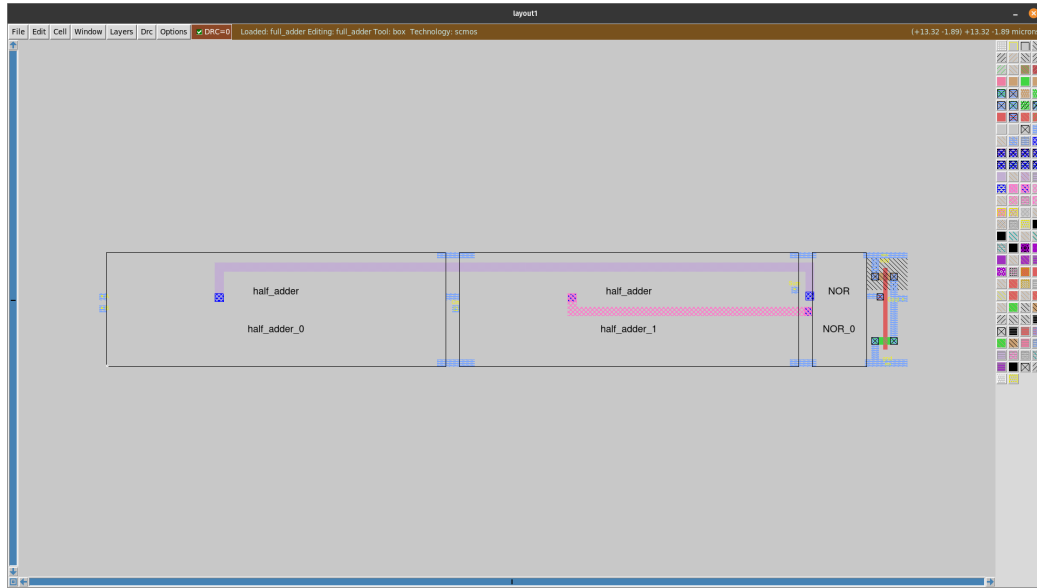 layout1
File Edit Cell Window Layers Drc Options DRC=0 Loaded: full_adder Editing: full_adder Tool: box Technology: scmos (+13.32 -1.89) +13.32 -1.89 microns
half_adder half_adder NOR
half_adder_0 half_adder_1 NOR_0